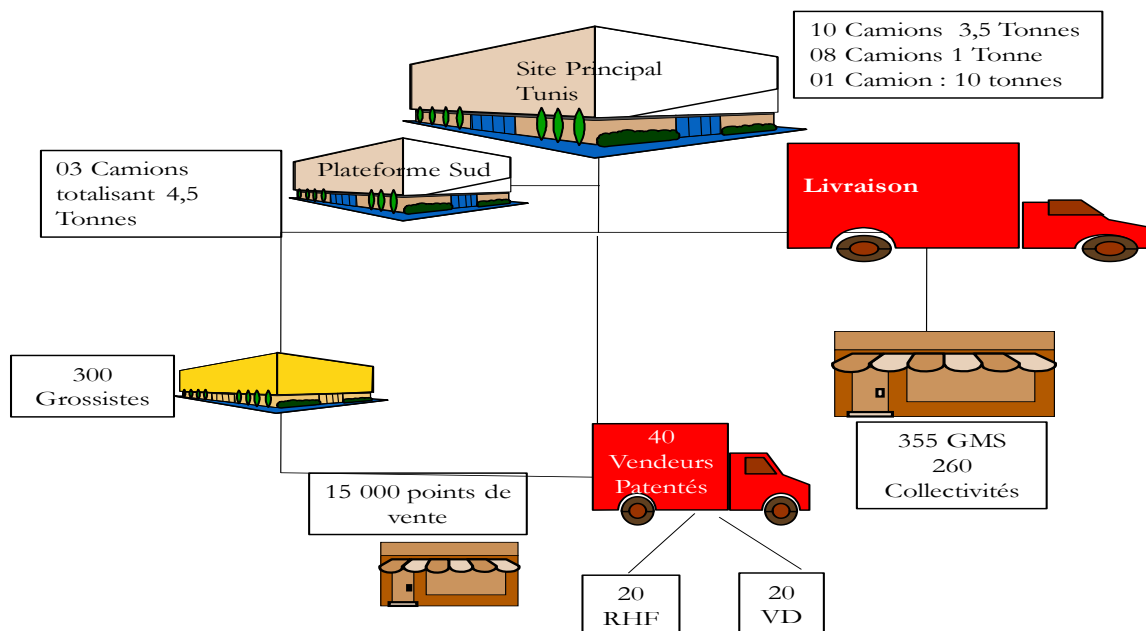 10 Camions 3,5 Tonnes
08 Camions 1 Tonne
01 Camion : 10 tonnes
Site Principal
Tunis
03 Camions
totalisant 4,5
Tonnes
Plateforme Sud
Livraison
300
Grossistes
355 GMS
260
Collectivités
40
Vendeurs
Patentés
15 000 points de
vente
20
RHF
20
VD